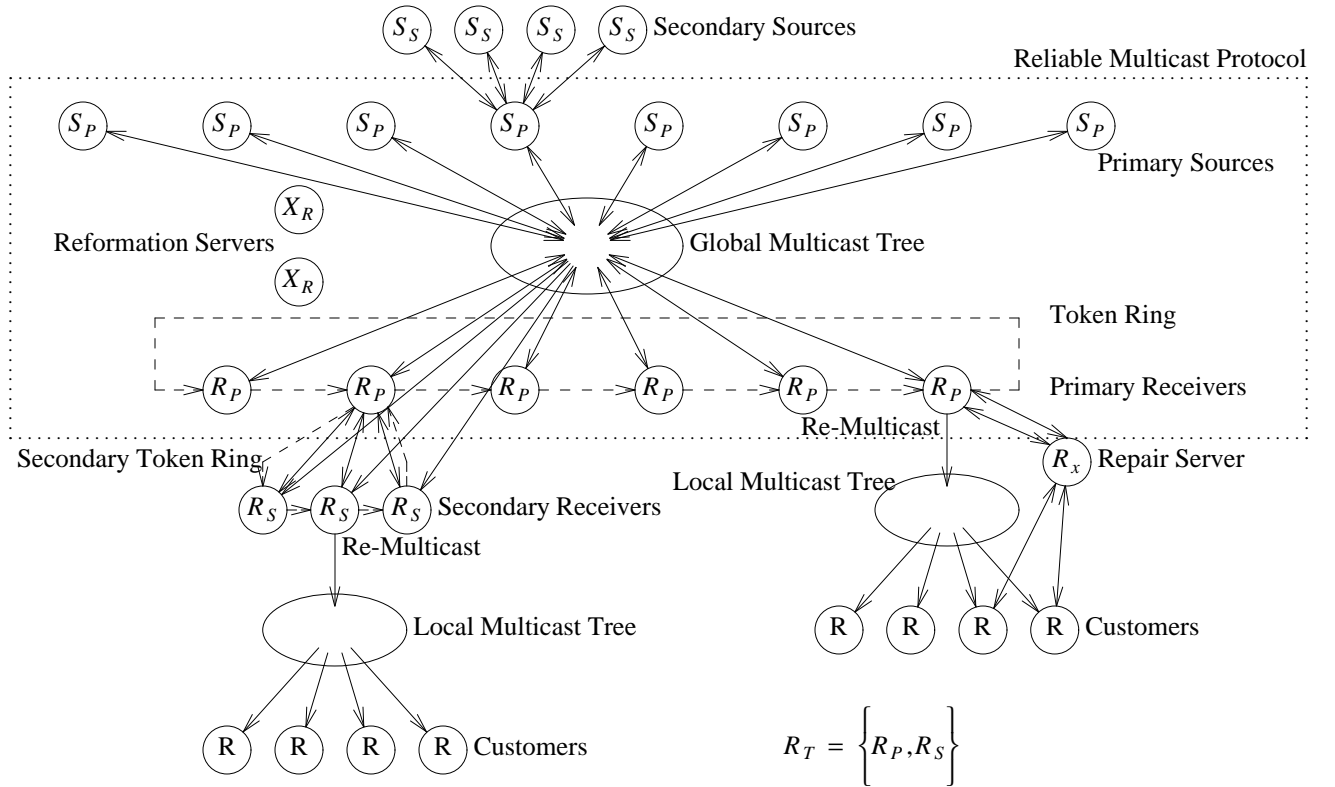 S_S S_S S_S S_S Secondary Sources
Reliable Multicast Protocol
S_P S_P S_P S_P S_P S_P S_P S_P
Primary Sources
X_R
Reformation Servers
Global Multicast Tree
X_R
Token Ring
R_P R_P R_P R_P R_P R_P Primary Receivers
Re-Multicast
Secondary Token Ring
R_x Repair Server
Local Multicast Tree
R_S R_S R_S Secondary Receivers
Re-Multicast
R R R R Customers
Local Multicast Tree
R R R R Customers
R_T = {R_P,R_S}